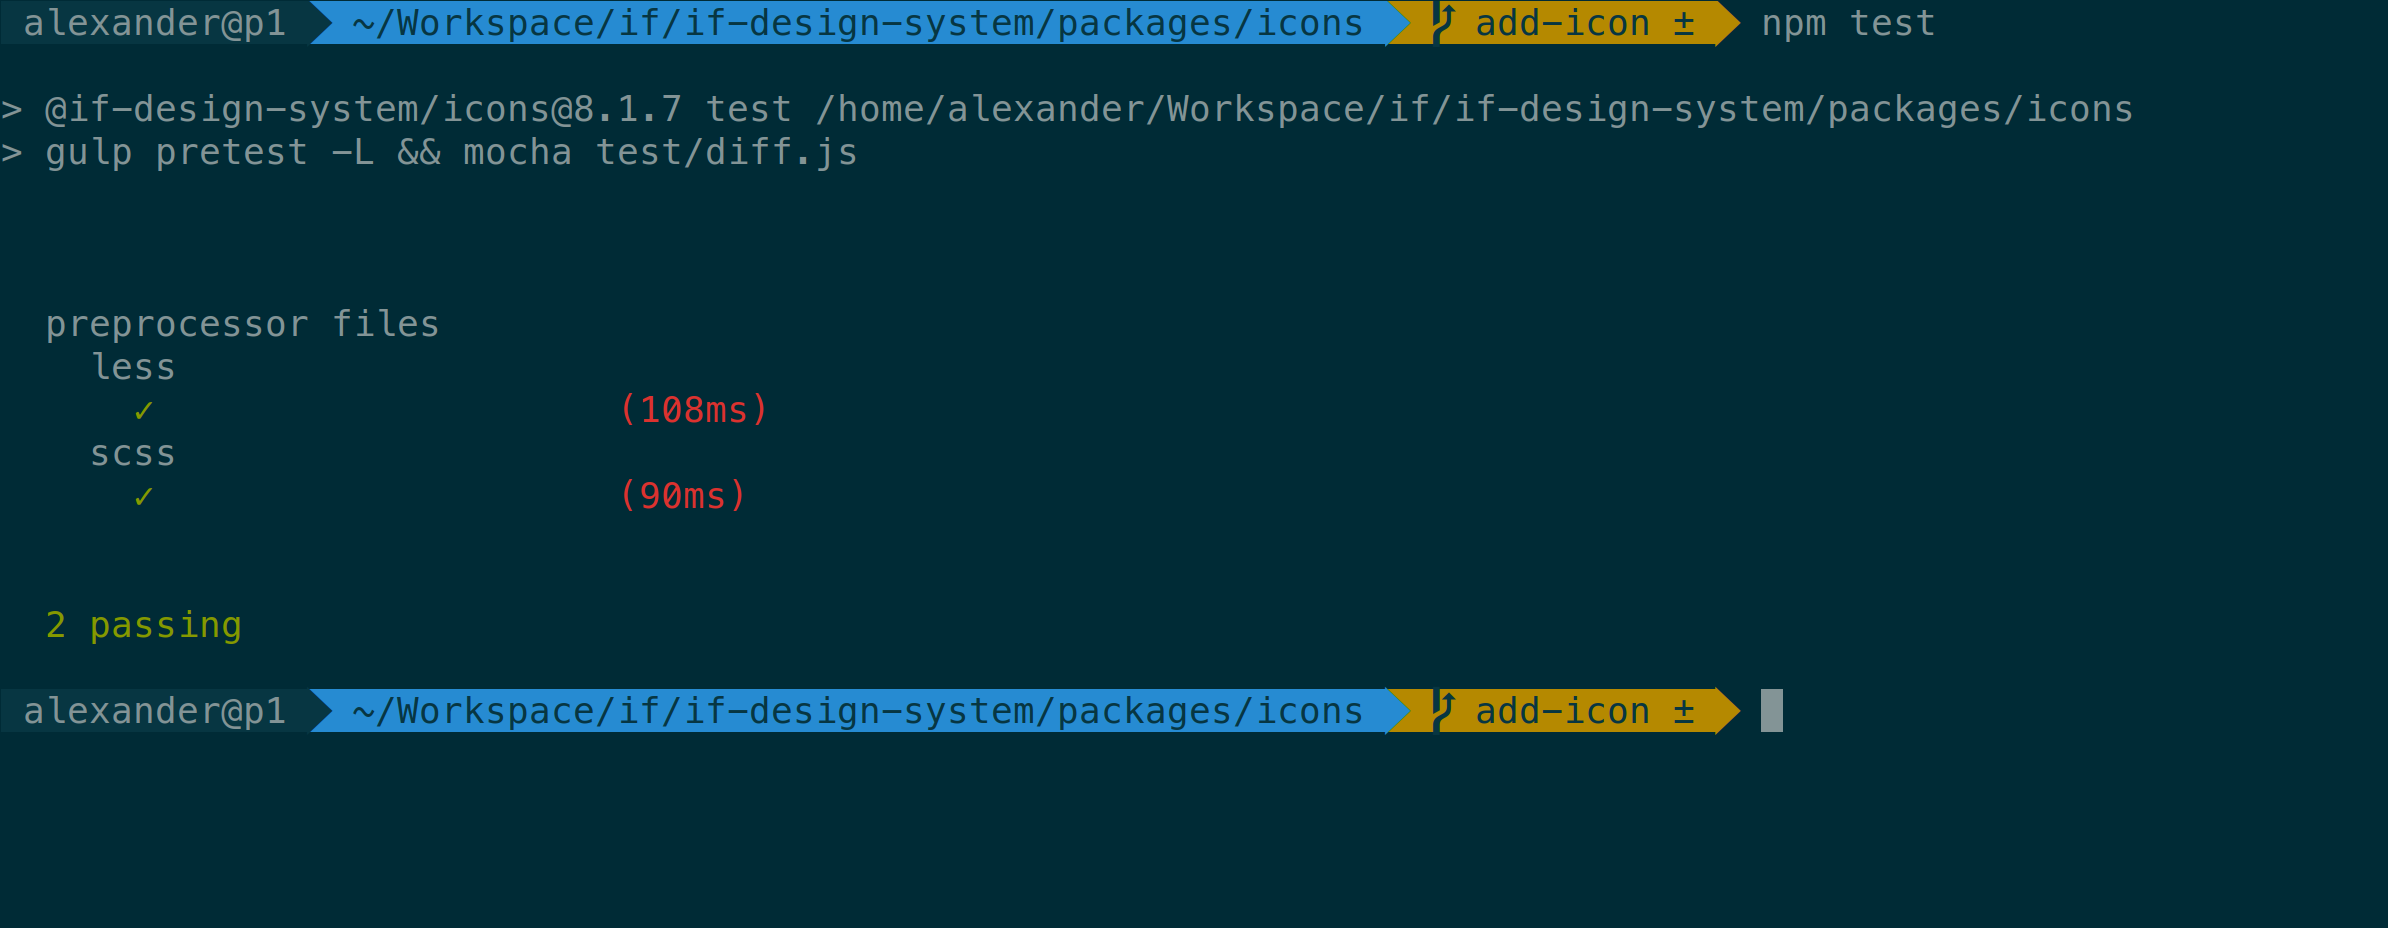 alexander@p1 ~/Workspace/if/if-design-system/packages/icons add-icon ± npm test
> @if-design-system/icons@8.1.7 test /home/alexander/Workspace/if/if-design-system/packages/icons
> gulp pretest -L && mocha test/diff.js
preprocessor files
less
✓ (108ms)
scss
✓ (90ms)
2 passing
alexander@p1 ~/Workspace/if/if-design-system/packages/icons add-icon ±